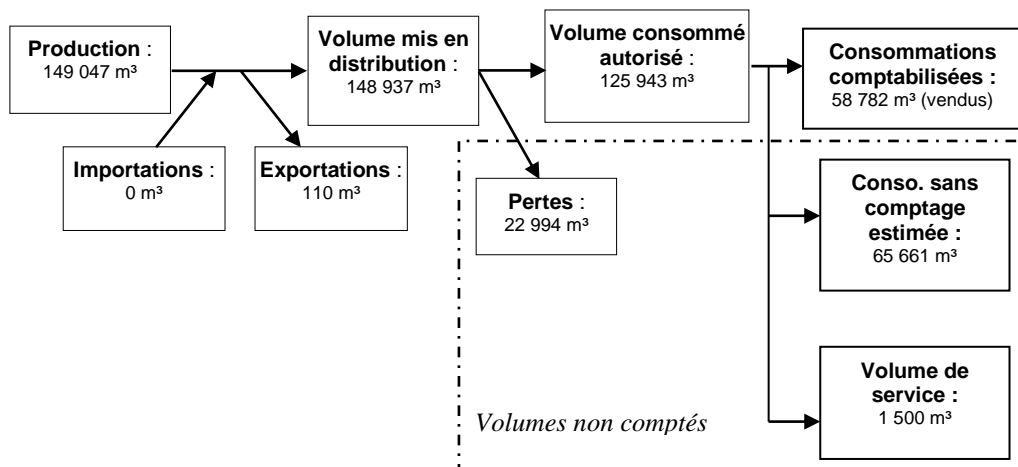 Production :
149 047 m³
Volume mis en
distribution :
148 937 m³
Volume consommé
autorisé :
125 943 m³
Consommations
comptabilisées :
58 782 m³ (vendus)
Importations :
0 m³
Exportations :
110 m³
Pertes :
22 994 m³
Conso. sans
comptage
estimée :
65 661 m³
Volume de
service :
1 500 m³
Volumes non comptés